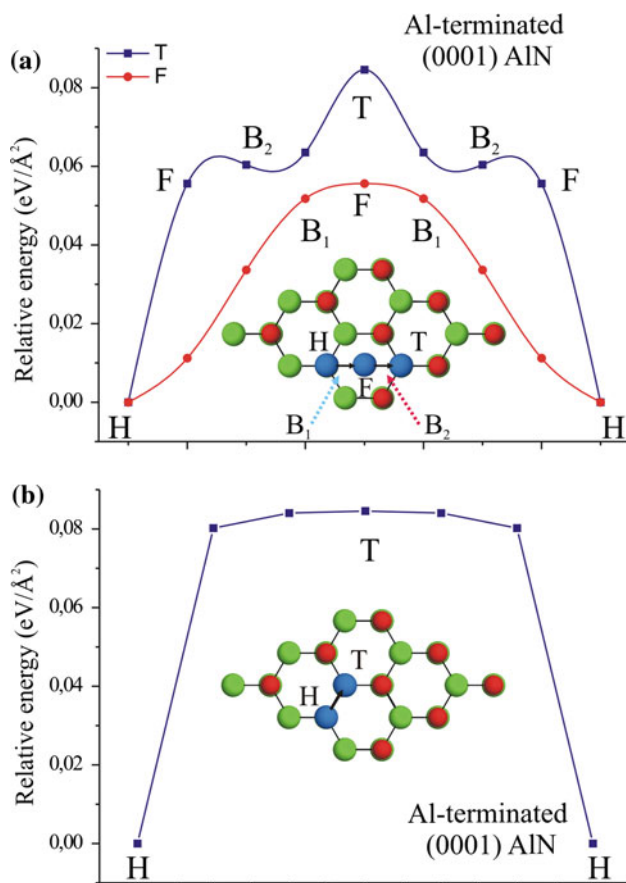 (a)
T
F
Al-terminated
(0001) AlN
Relative energy (eV/Å²)
0,08
0,06
0,04
0,02
0,00
T
B₂
B₂
F
F
F
B₁
B₁
H
T
F
B₁
B₂
H
H
(b)
Relative energy (eV/Å²)
0,08
0,06
0,04
0,02
0,00
T
T
H
Al-terminated
(0001) AlN
H
H